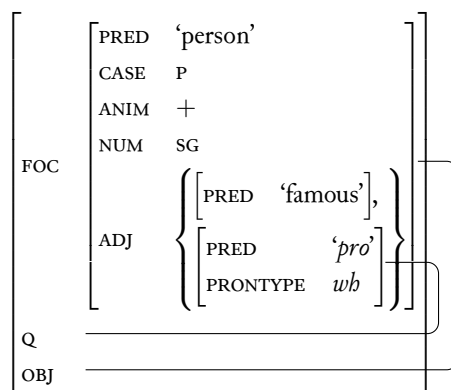 PRED ‘person’
CASE P
ANIM +
NUM SG
FOC
[PRED ‘famous’],
ADJ
PRED ‘pro’
PRONTYPE wh
Q
OBJ